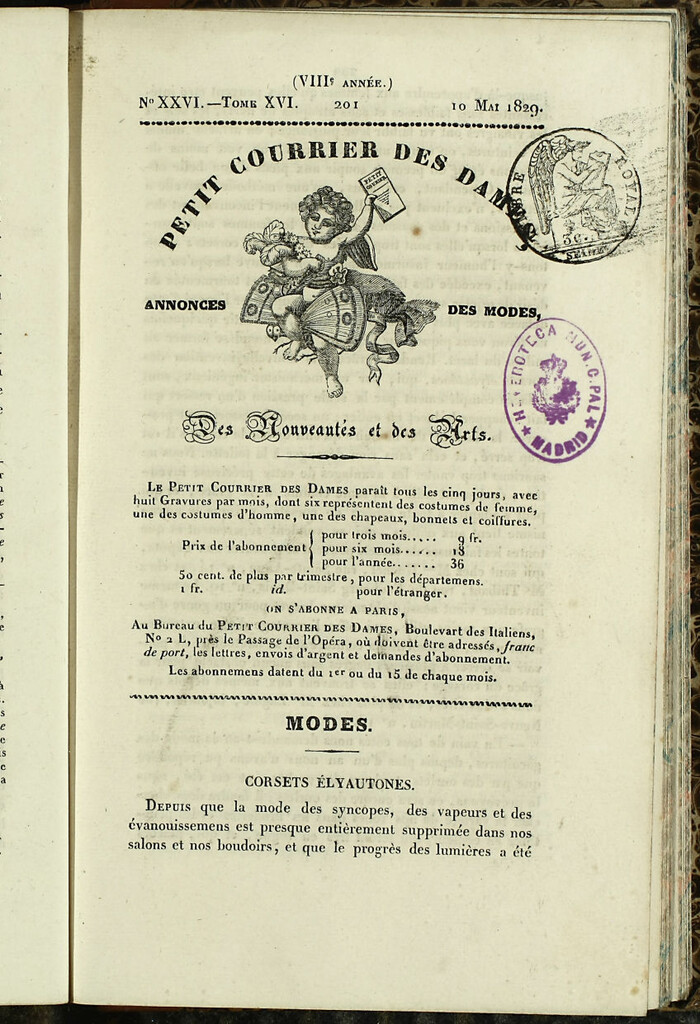 (VIIIe ANNÉE.)
No XXVI.—TOME XVI. 201 10 MAI 1829.
PETIT COURRIER DES DAMES,
PETIT COURRIER
ANNONCES DES MODES,
Des Nouveautés et des Arts.
TIMBRE ROYAL
3c.
SEINE
HEMEROTECA MUNICIPAL
★ MADRID ★
LE PETIT COURRIER DES DAMES paraît tous les cinq jours, avec
huit Gravures par mois, dont six représentent des costumes de femme,
une des costumes d'homme, une des chapeaux, bonnets et coiffures.
Prix de l'abonnement { pour trois mois..... 9 fr.
pour six mois...... 18
pour l'année....... 36
50 cent. de plus par trimestre, pour les départemens.
1 fr. id. pour l'étranger.
ON S'ABONNE A PARIS,
Au Bureau du PETIT COURRIER DES DAMES, Boulevart des Italiens,
No 2 L, près le Passage de l'Opéra, où doivent être adressés, franc
de port, les lettres, envois d'argent et demandes d'abonnement.
Les abonnemens datent du 1er ou du 15 de chaque mois.
MODES.
CORSETS ÉLYAUTONES.
DEPUIS que la mode des syncopes, des vapeurs et des
évanouissemens est presque entièrement supprimée dans nos
salons et nos boudoirs, et que le progrès des lumières a été